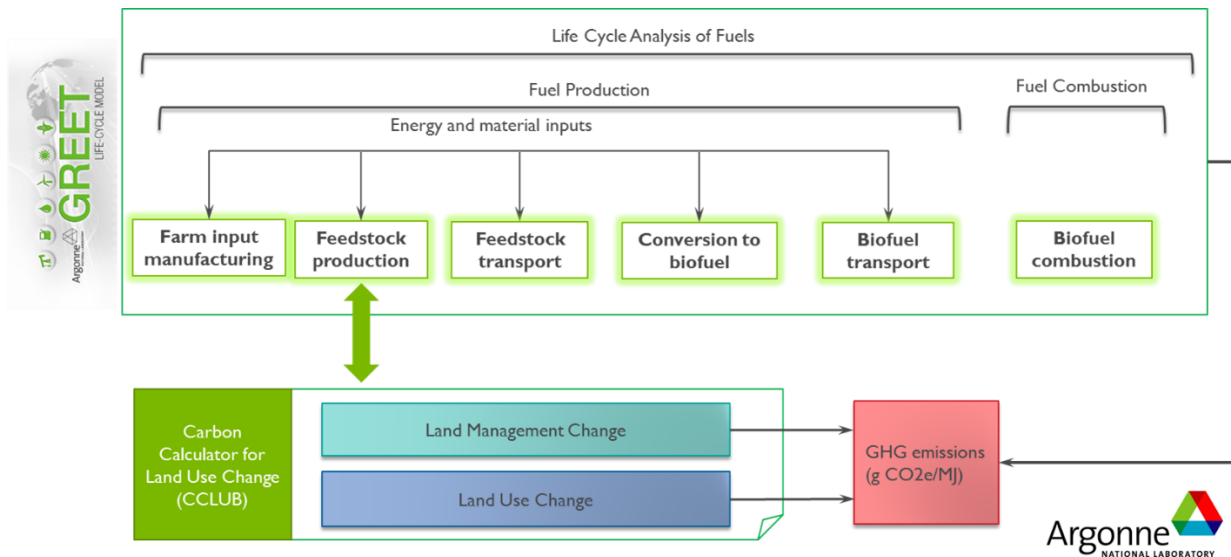 Life Cycle Analysis of Fuels
Fuel Production
Fuel Combustion
Energy and material inputs
GREET
LIFE-CYCLE MODEL
Argonne
Farm input
manufacturing
Feedstock
production
Feedstock
transport
Conversion to
biofuel
Biofuel
transport
Biofuel
combustion
Carbon
Calculator for
Land Use Change
(CCLUB)
Land Management Change
Land Use Change
GHG emissions
(g CO2e/MJ)
Argonne
NATIONAL LABORATORY